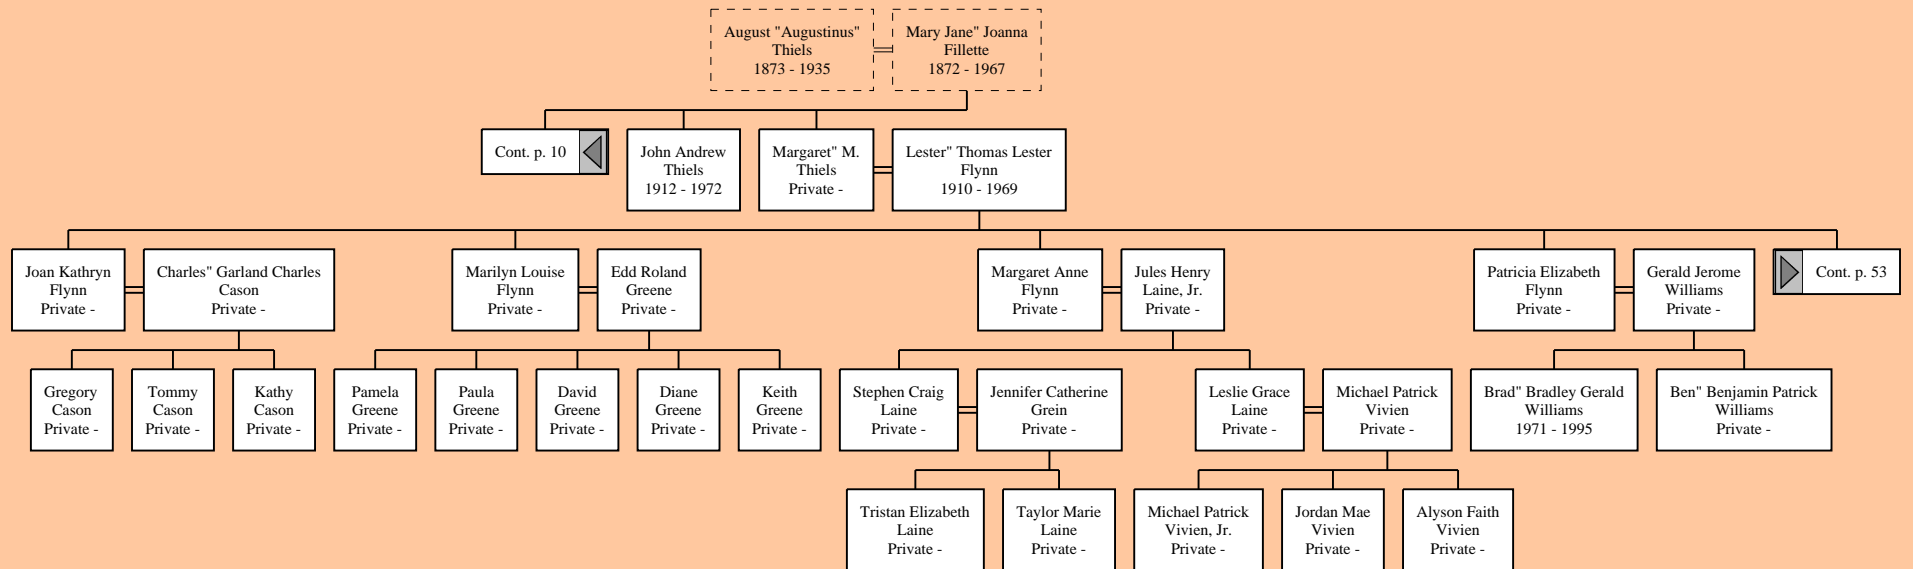 August "Augustinus"
Thiels
1873 - 1935
Mary Jane" Joanna
Fillette
1872 - 1967
Cont. p. 10
John Andrew
Thiels
1912 - 1972
Margaret" M.
Thiels
Private -
Lester" Thomas Lester
Flynn
1910 - 1969
Joan Kathryn
Flynn
Private -
Charles" Garland Charles
Cason
Private -
Marilyn Louise
Flynn
Private -
Edd Roland
Greene
Private -
Margaret Anne
Flynn
Private -
Jules Henry
Laine, Jr.
Private -
Patricia Elizabeth
Flynn
Private -
Gerald Jerome
Williams
Private -
Cont. p. 53
Gregory
Cason
Private -
Tommy
Cason
Private -
Kathy
Cason
Private -
Pamela
Greene
Private -
Paula
Greene
Private -
David
Greene
Private -
Diane
Greene
Private -
Keith
Greene
Private -
Stephen Craig
Laine
Private -
Jennifer Catherine
Grein
Private -
Leslie Grace
Laine
Private -
Michael Patrick
Vivien
Private -
Brad" Bradley Gerald
Williams
1971 - 1995
Ben" Benjamin Patrick
Williams
Private -
Tristan Elizabeth
Laine
Private -
Taylor Marie
Laine
Private -
Michael Patrick
Vivien, Jr.
Private -
Jordan Mae
Vivien
Private -
Alyson Faith
Vivien
Private -